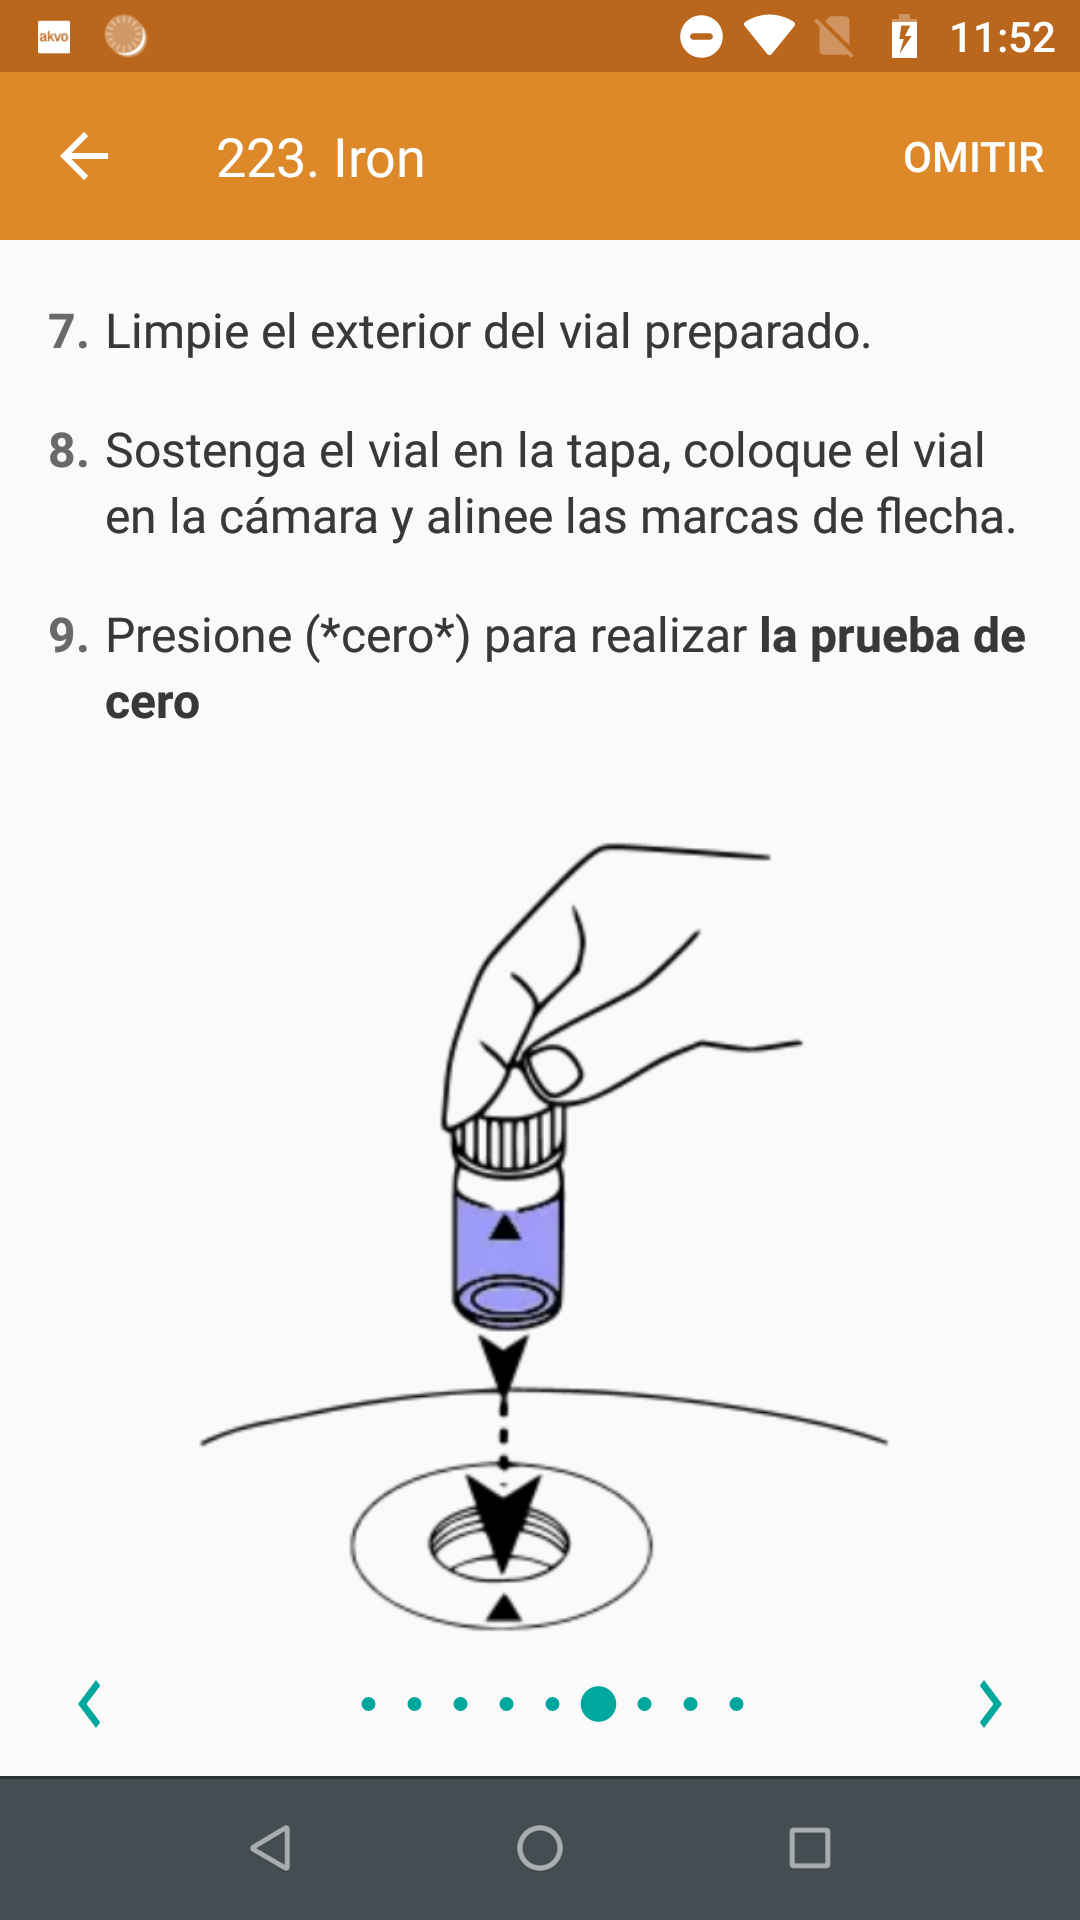 akvo
11:52
223. Iron
OMITIR
7. Limpie el exterior del vial preparado.
8. Sostenga el vial en la tapa, coloque el vial
en la cámara y alinee las marcas de flecha.
9. Presione (*cero*) para realizar la prueba de
cero